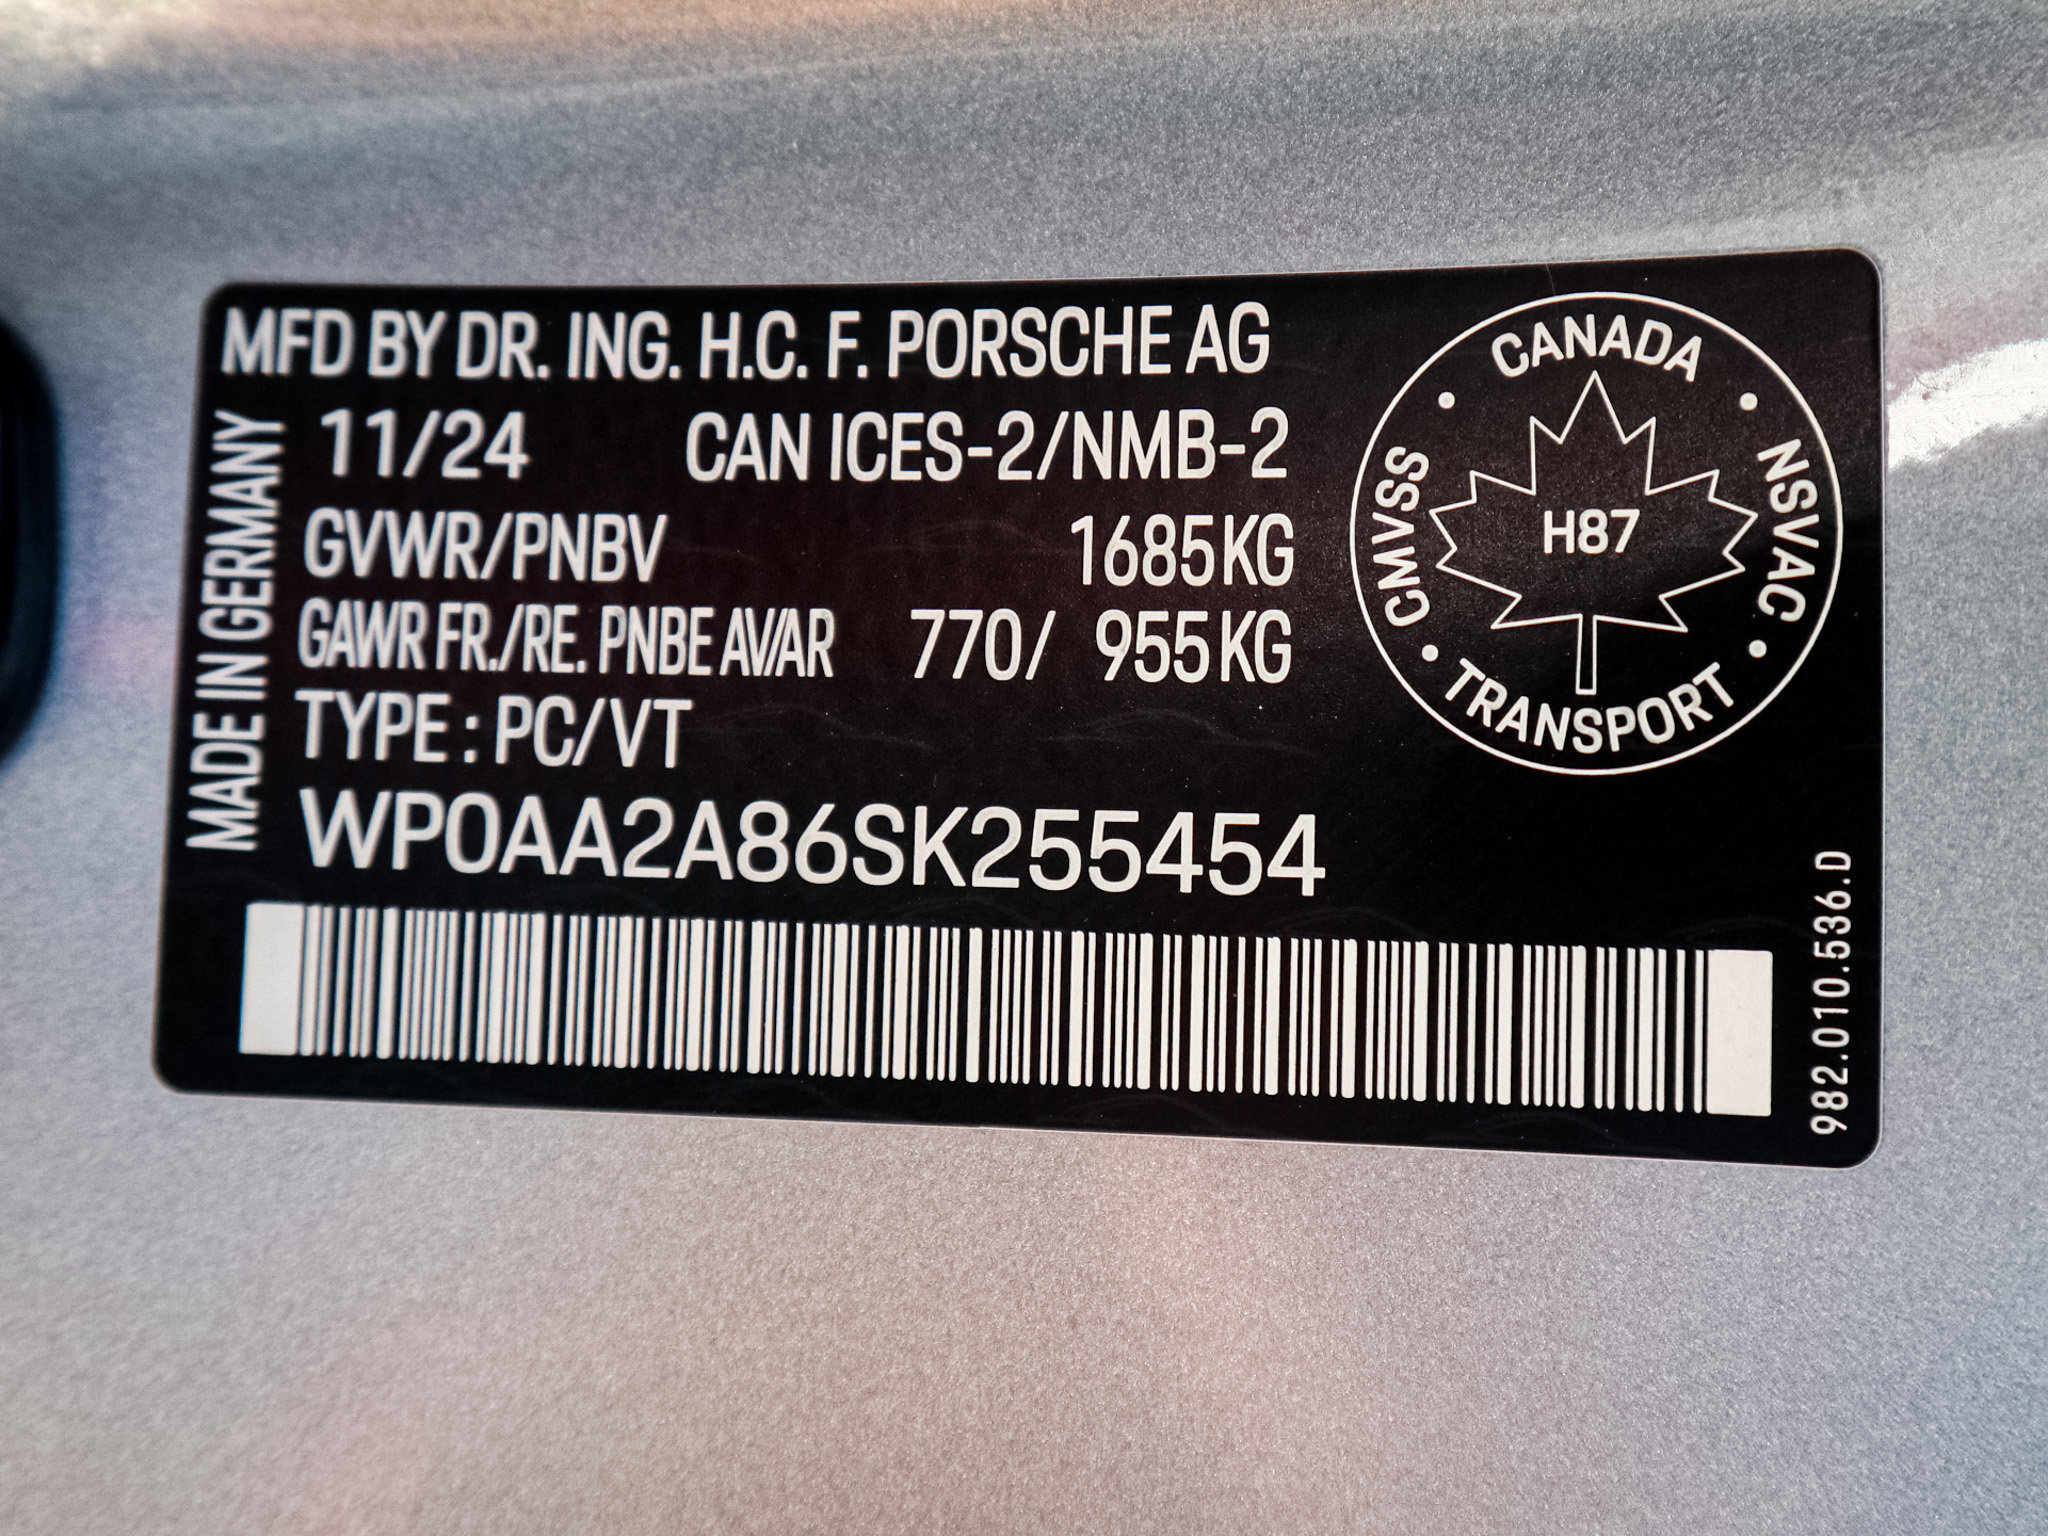 MFD BY DR. ING. H.C. F. PORSCHE AG
11/24 CAN ICES-2/NMB-2
GVWR/PNBV 1685KG
GAWR FR./RE. PNBE AV/AR 770/ 955KG
TYPE : PC/VT
WP0AA2A86SK255454
MADE IN GERMANY
CANADA
NSVAC
TRANSPORT
CMVSS
H87
982.010.536.D